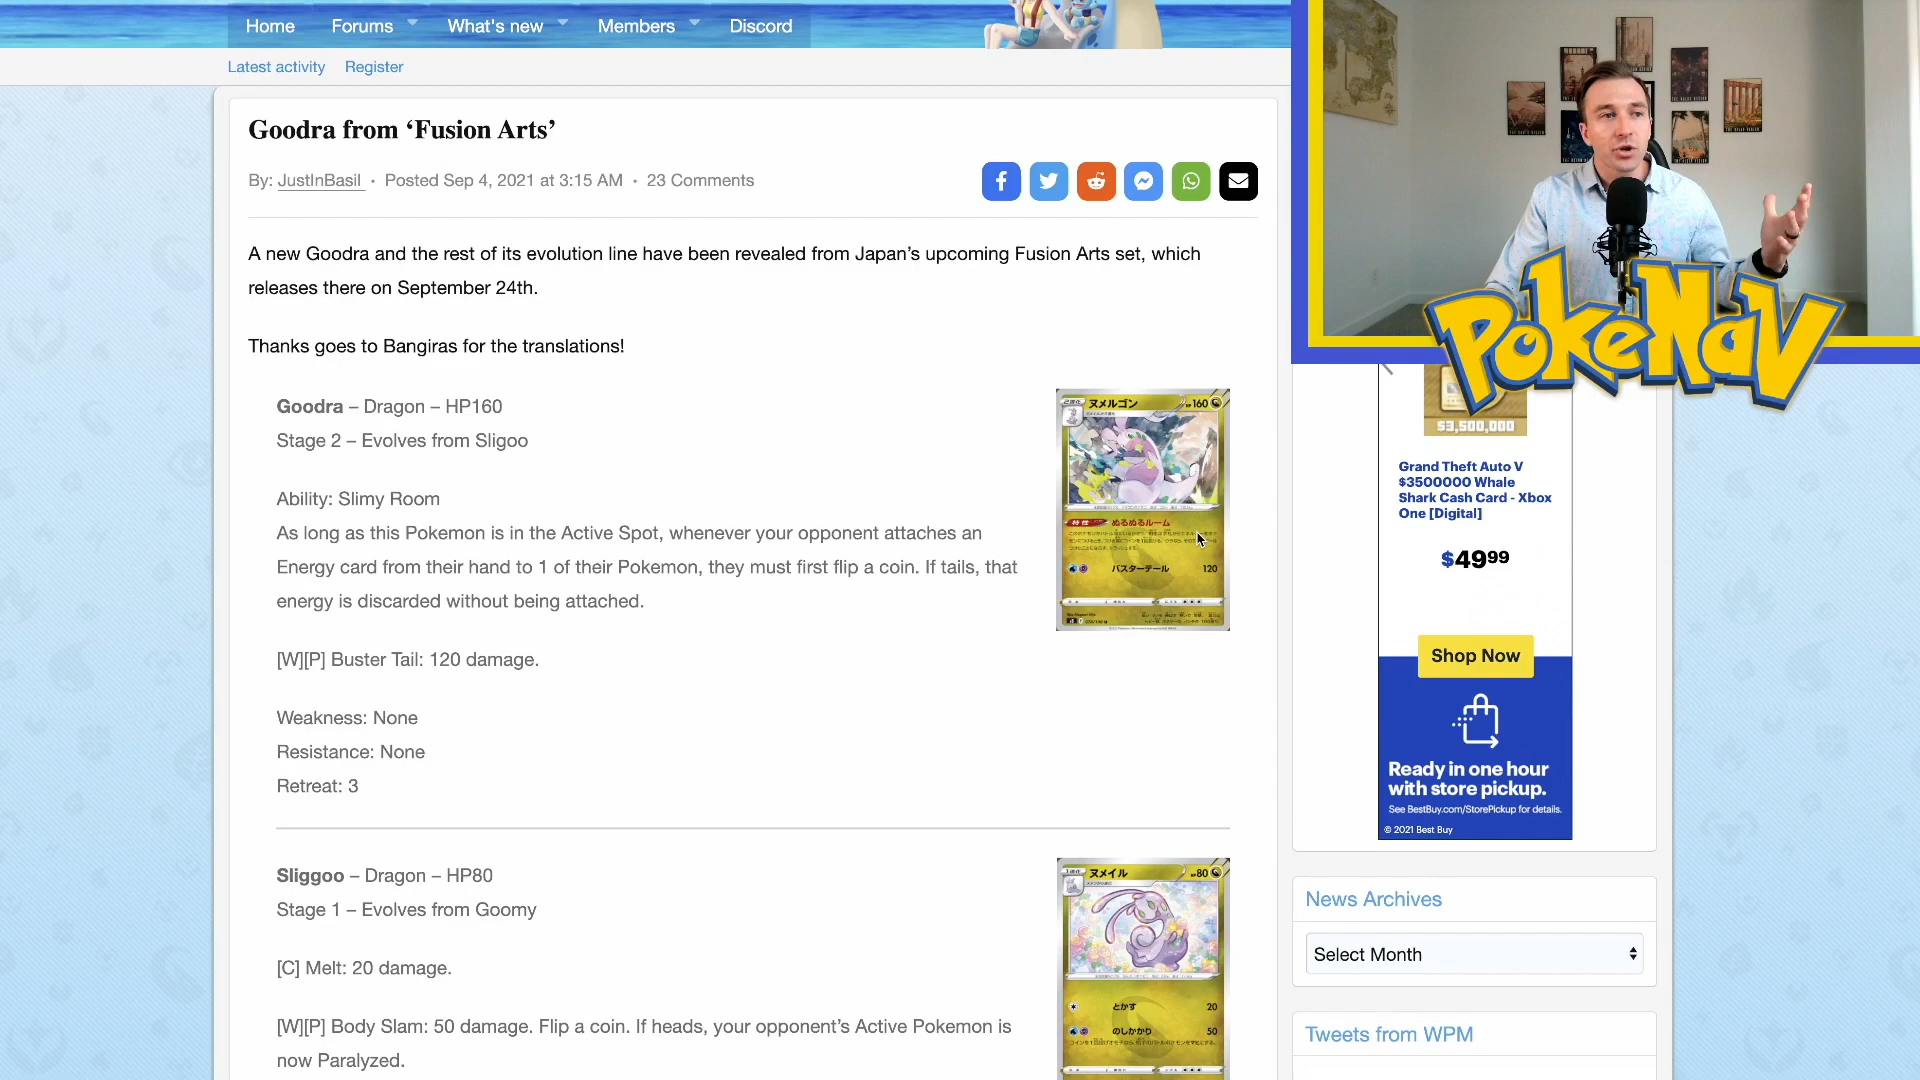 Home
Forums
What's new
Members
Discord
Latest activity
Register
Goodra from ‘Fusion Arts’
By: JustInBasil • Posted Sep 4, 2021 at 3:15 AM • 23 Comments
A new Goodra and the rest of its evolution line have been revealed from Japan’s upcoming Fusion Arts set, which
releases there on September 24th.
Thanks goes to Bangiras for the translations!
Goodra – Dragon – HP160
Stage 2 – Evolves from Sligoo
Ability: Slimy Room
As long as this Pokemon is in the Active Spot, whenever your opponent attaches an
Energy card from their hand to 1 of their Pokemon, they must first flip a coin. If tails, that
energy is discarded without being attached.
[W][P] Buster Tail: 120 damage.
Weakness: None
Resistance: None
Retreat: 3
ヌメルゴン
160
特性 ぬるぬるルーム
バスターテール 120
Sliggoo – Dragon – HP80
Stage 1 – Evolves from Goomy
[C] Melt: 20 damage.
[W][P] Body Slam: 50 damage. Flip a coin. If heads, your opponent’s Active Pokemon is
now Paralyzed.
ヌメイル
80
とかす 20
のしかかり 50
PokeNav
$3,500,000
Grand Theft Auto V
$3500000 Whale
Shark Cash Card - Xbox
One [Digital]
$4999
Shop Now
Ready in one hour
with store pickup.
See BestBuy.com/StorePickup for details.
© 2021 Best Buy
News Archives
Select Month
Tweets from WPM